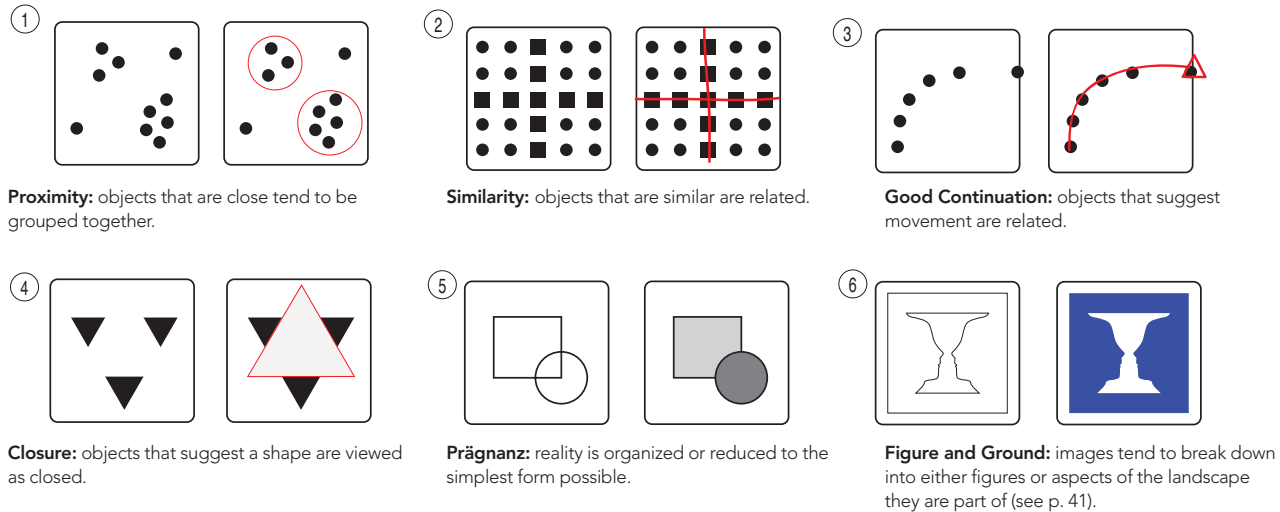 1
2
3
Proximity: objects that are close tend to be
grouped together.
Similarity: objects that are similar are related.
Good Continuation: objects that suggest
movement are related.
4
5
6
Closure: objects that suggest a shape are viewed
as closed.
Prägnanz: reality is organized or reduced to the
simplest form possible.
Figure and Ground: images tend to break down
into either figures or aspects of the landscape
they are part of (see p. 41).